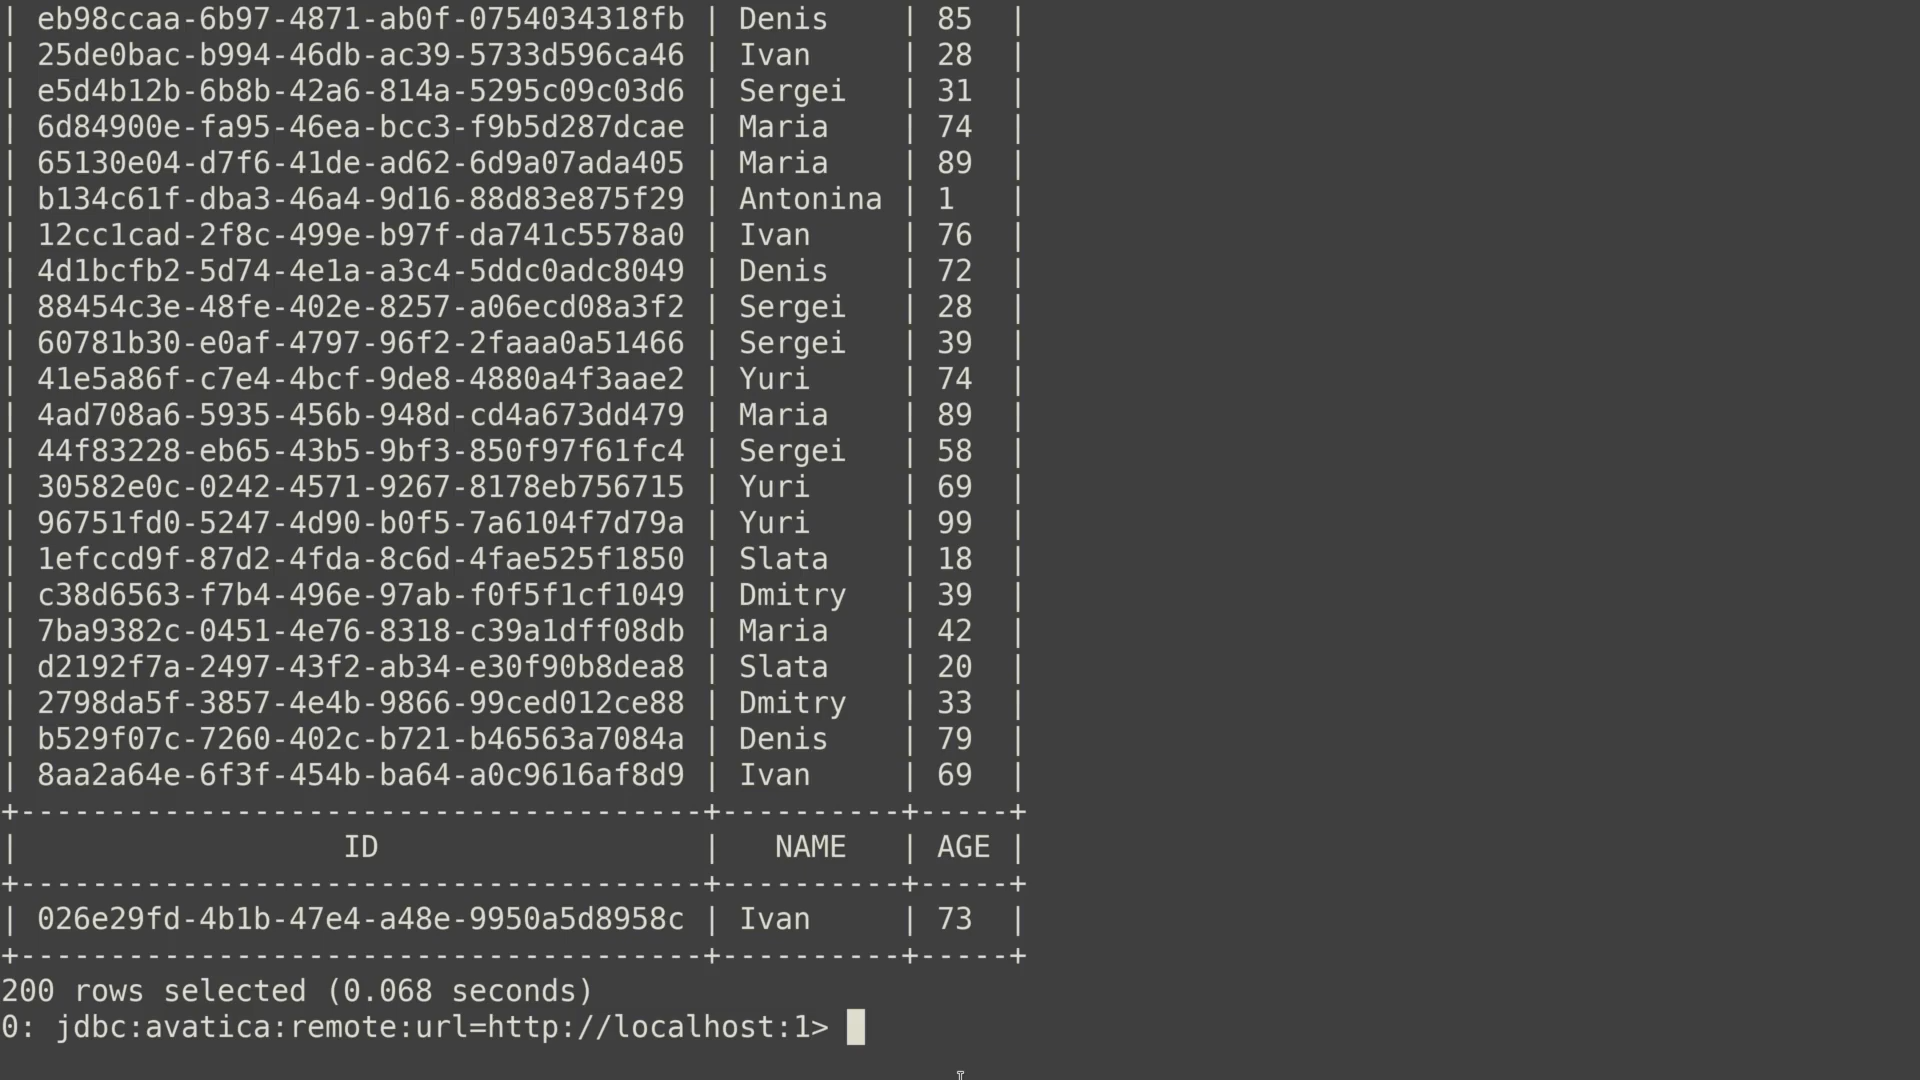 | eb98ccaa-6b97-4871-ab0f-0754034318fb | Denis    | 85  |
| 25de0bac-b994-46db-ac39-5733d596ca46 | Ivan     | 28  |
| e5d4b12b-6b8b-42a6-814a-5295c09c03d6 | Sergei   | 31  |
| 6d84900e-fa95-46ea-bcc3-f9b5d287dcae | Maria    | 74  |
| 65130e04-d7f6-41de-ad62-6d9a07ada405 | Maria    | 89  |
| b134c61f-dba3-46a4-9d16-88d83e875f29 | Antonina | 1   |
| 12cc1cad-2f8c-499e-b97f-da741c5578a0 | Ivan     | 76  |
| 4d1bcfb2-5d74-4e1a-a3c4-5ddc0adc8049 | Denis    | 72  |
| 88454c3e-48fe-402e-8257-a06ecd08a3f2 | Sergei   | 28  |
| 60781b30-e0af-4797-96f2-2faaa0a51466 | Sergei   | 39  |
| 41e5a86f-c7e4-4bcf-9de8-4880a4f3aae2 | Yuri     | 74  |
| 4ad708a6-5935-456b-948d-cd4a673dd479 | Maria    | 89  |
| 44f83228-eb65-43b5-9bf3-850f97f61fc4 | Sergei   | 58  |
| 30582e0c-0242-4571-9267-8178eb756715 | Yuri     | 69  |
| 96751fd0-5247-4d90-b0f5-7a6104f7d79a | Yuri     | 99  |
| 1efccd9f-87d2-4fda-8c6d-4fae525f1850 | Slata    | 18  |
| c38d6563-f7b4-496e-97ab-f0f5f1cf1049 | Dmitry   | 39  |
| 7ba9382c-0451-4e76-8318-c39a1dff08db | Maria    | 42  |
| d2192f7a-2497-43f2-ab34-e30f90b8dea8 | Slata    | 20  |
| 2798da5f-3857-4e4b-9866-99ced012ce88 | Dmitry   | 33  |
| b529f07c-7260-402c-b721-b46563a7084a | Denis    | 79  |
| 8aa2a64e-6f3f-454b-ba64-a0c9616af8d9 | Ivan     | 69  |
+--------------------------------------+----------+-----+
|                  ID                  |   NAME   | AGE |
+--------------------------------------+----------+-----+
| 026e29fd-4b1b-47e4-a48e-9950a5d8958c | Ivan     | 73  |
+--------------------------------------+----------+-----+
200 rows selected (0.068 seconds)
0: jdbc:avatica:remote:url=http://localhost:1>